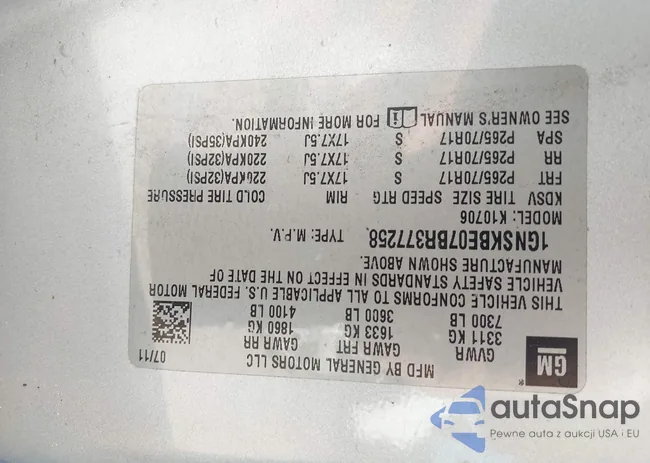 GM
MFD BY GENERAL MOTORS LLC
07/11
GVWR GAWR FRT GAWR RR
3311 KG 1633 KG 1860 KG
7300 LB 3600 LB 4100 LB
THIS VEHICLE CONFORMS TO ALL APPLICABLE U.S. FEDERAL MOTOR
VEHICLE SAFETY STANDARDS IN EFFECT ON THE DATE OF
MANUFACTURE SHOWN ABOVE.
1GNSKBE07BR377258 TYPE: M.P.V.
MODEL: K10706
KDSV TIRE SIZE SPEED RTG RIM COLD TIRE PRESSURE
FRT P265/70R17 S 17X7.5J 220KPA(32PSI)
RR P265/70R17 S 17X7.5J 220KPA(32PSI)
SPA P265/70R17 S 17X7.5J 240KPA(35PSI)
SEE OWNER'S MANUAL FOR MORE INFORMATION.
autaSnap
Pewne auta z aukcji USA i EU